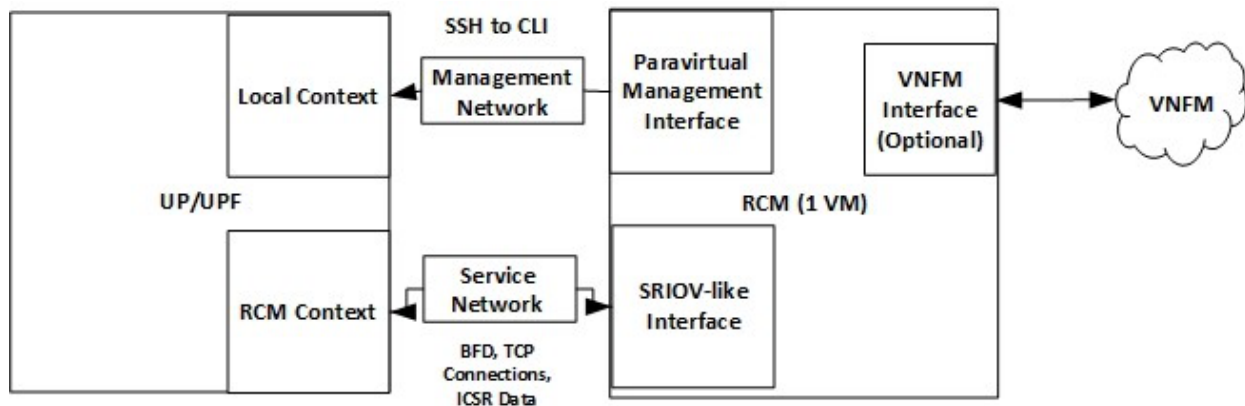 SSH to CLI
Local Context
Management
Network
Paravirtual
Management
Interface
VNFM
Interface
(Optional)
VNFM
UP/UPF
RCM (1 VM)
RCM Context
Service
Network
SRIOV-like
Interface
BFD, TCP
Connections,
ICSR Data